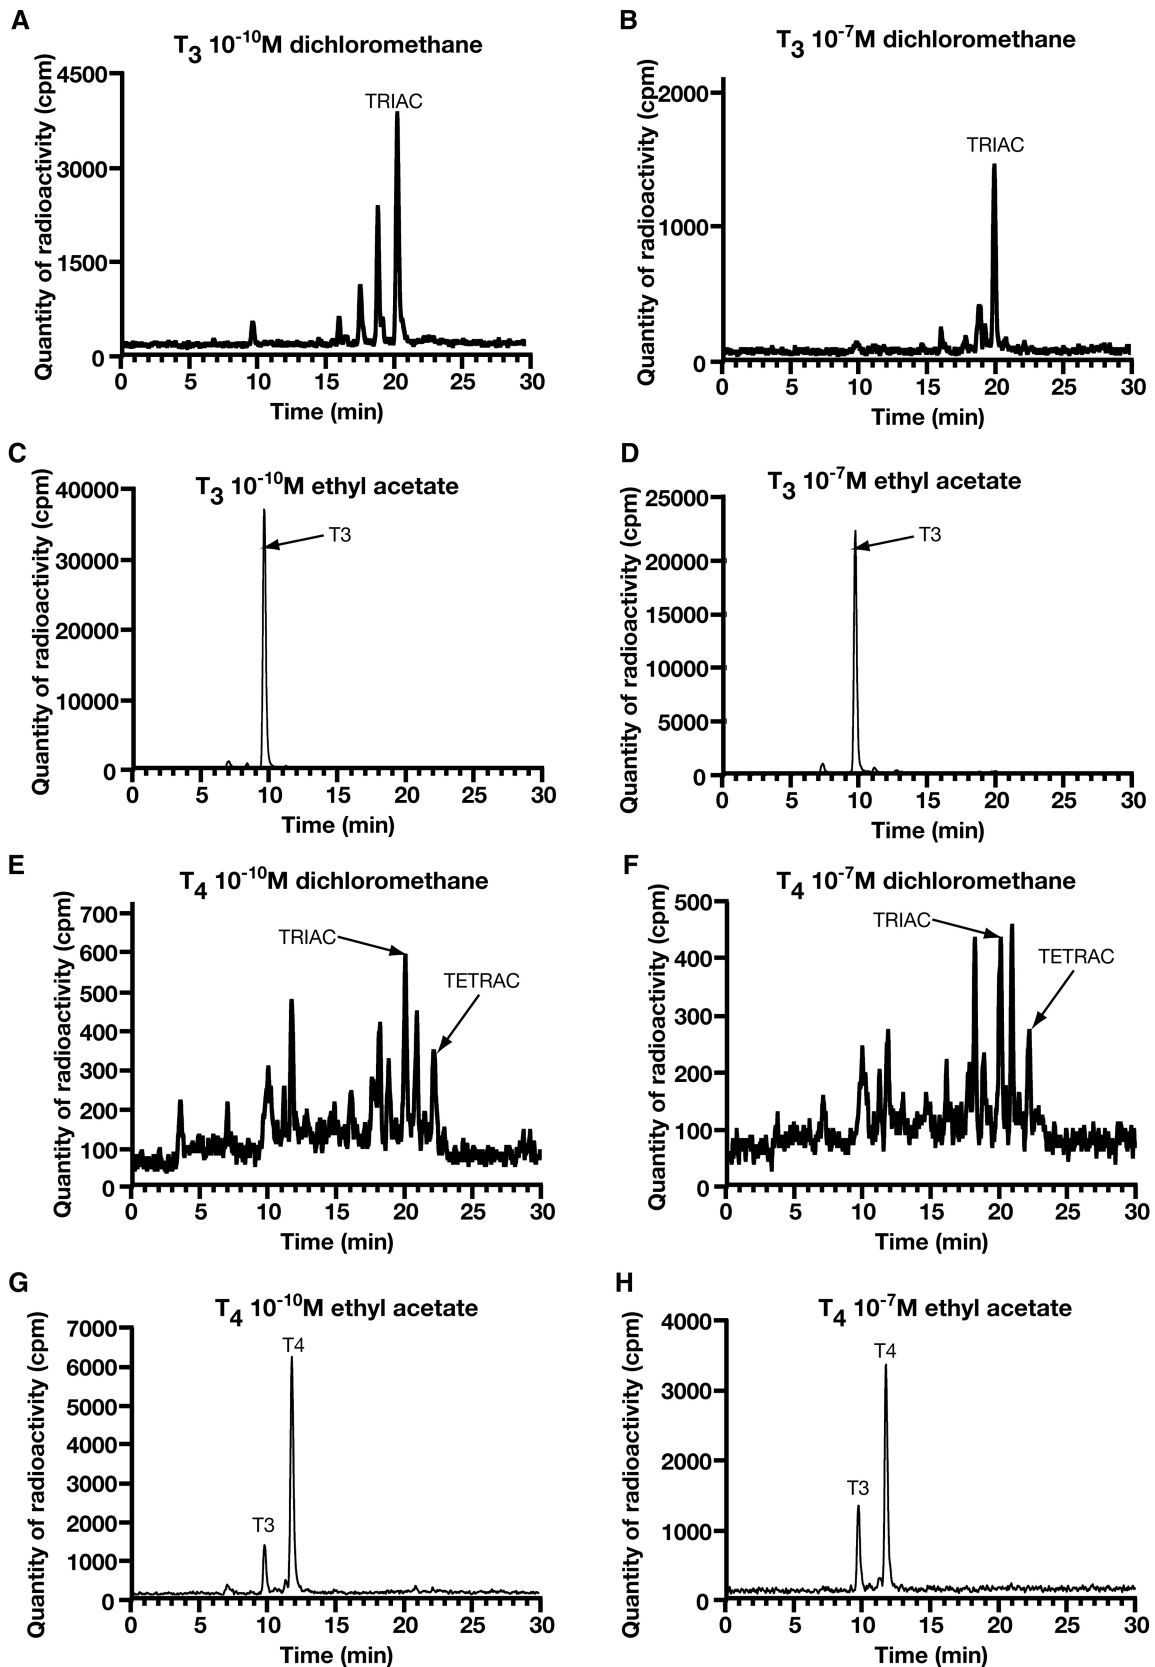 A
T3 10-10M dichloromethane
Quantity of radioactivity (cpm)
4500
3000
1500
0
TRIAC
0 5 10 15 20 25 30
Time (min)
B
T3 10-7M dichloromethane
Quantity of radioactivity (cpm)
2000
1000
0
TRIAC
0 5 10 15 20 25 30
Time (min)
C
T3 10-10M ethyl acetate
Quantity of radioactivity (cpm)
40000
30000
20000
10000
0
T3
0 5 10 15 20 25 30
Time (min)
D
T3 10-7M ethyl acetate
Quantity of radioactivity (cpm)
25000
20000
15000
10000
5000
0
T3
0 5 10 15 20 25 30
Time (min)
E
T4 10-10M dichloromethane
Quantity of radioactivity (cpm)
700
600
500
400
300
200
100
0
TRIAC
TETRAC
0 5 10 15 20 25 30
Time (min)
F
T4 10-7M dichloromethane
Quantity of radioactivity (cpm)
500
400
300
200
100
0
TRIAC
TETRAC
0 5 10 15 20 25 30
Time (min)
G
T4 10-10M ethyl acetate
Quantity of radioactivity (cpm)
7000
6000
5000
4000
3000
2000
1000
0
T4
T3
0 5 10 15 20 25 30
Time (min)
H
T4 10-7M ethyl acetate
Quantity of radioactivity (cpm)
4000
3000
2000
1000
0
T4
T3
0 5 10 15 20 25 30
Time (min)